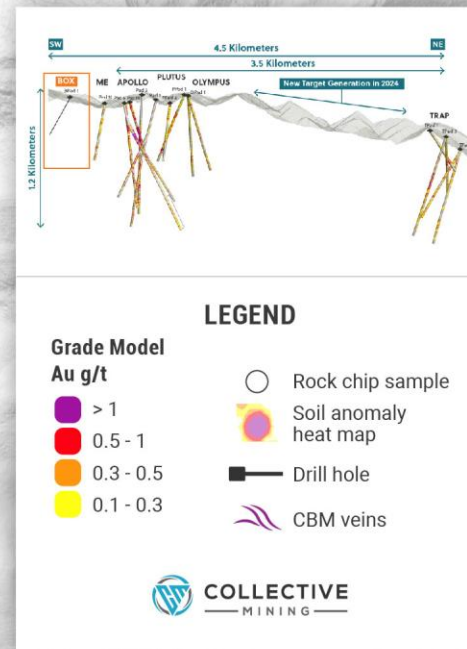 SW
NE
4.5 Kilometers
3.5 Kilometers
BOX
ME
APOLLO
PLUTUS
OLYMPUS
New Target Generation in 2024
TRAP
1.2 Kilometers
LEGEND
Grade Model
Au g/t
> 1
0.5 - 1
0.3 - 0.5
0.1 - 0.3
Rock chip sample
Soil anomaly
heat map
Drill hole
CBM veins
COLLECTIVE
MINING